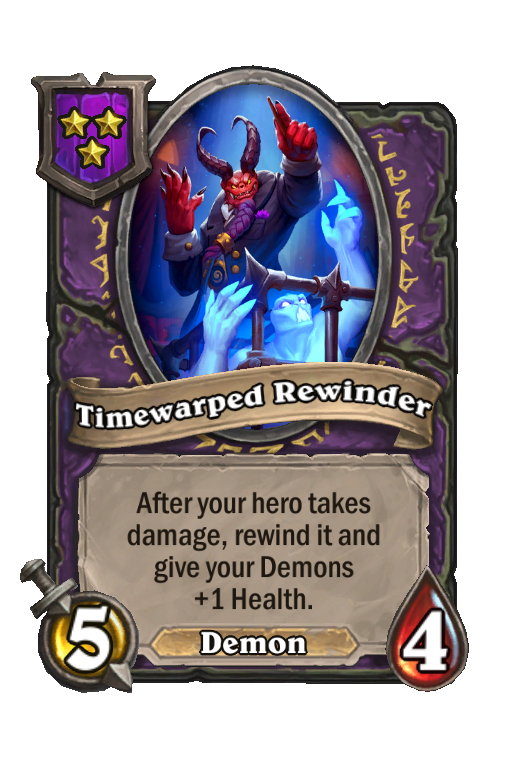 Timewarped Rewinder
After your hero takes
damage, rewind it and
give your Demons
+1 Health.
5
Demon
4